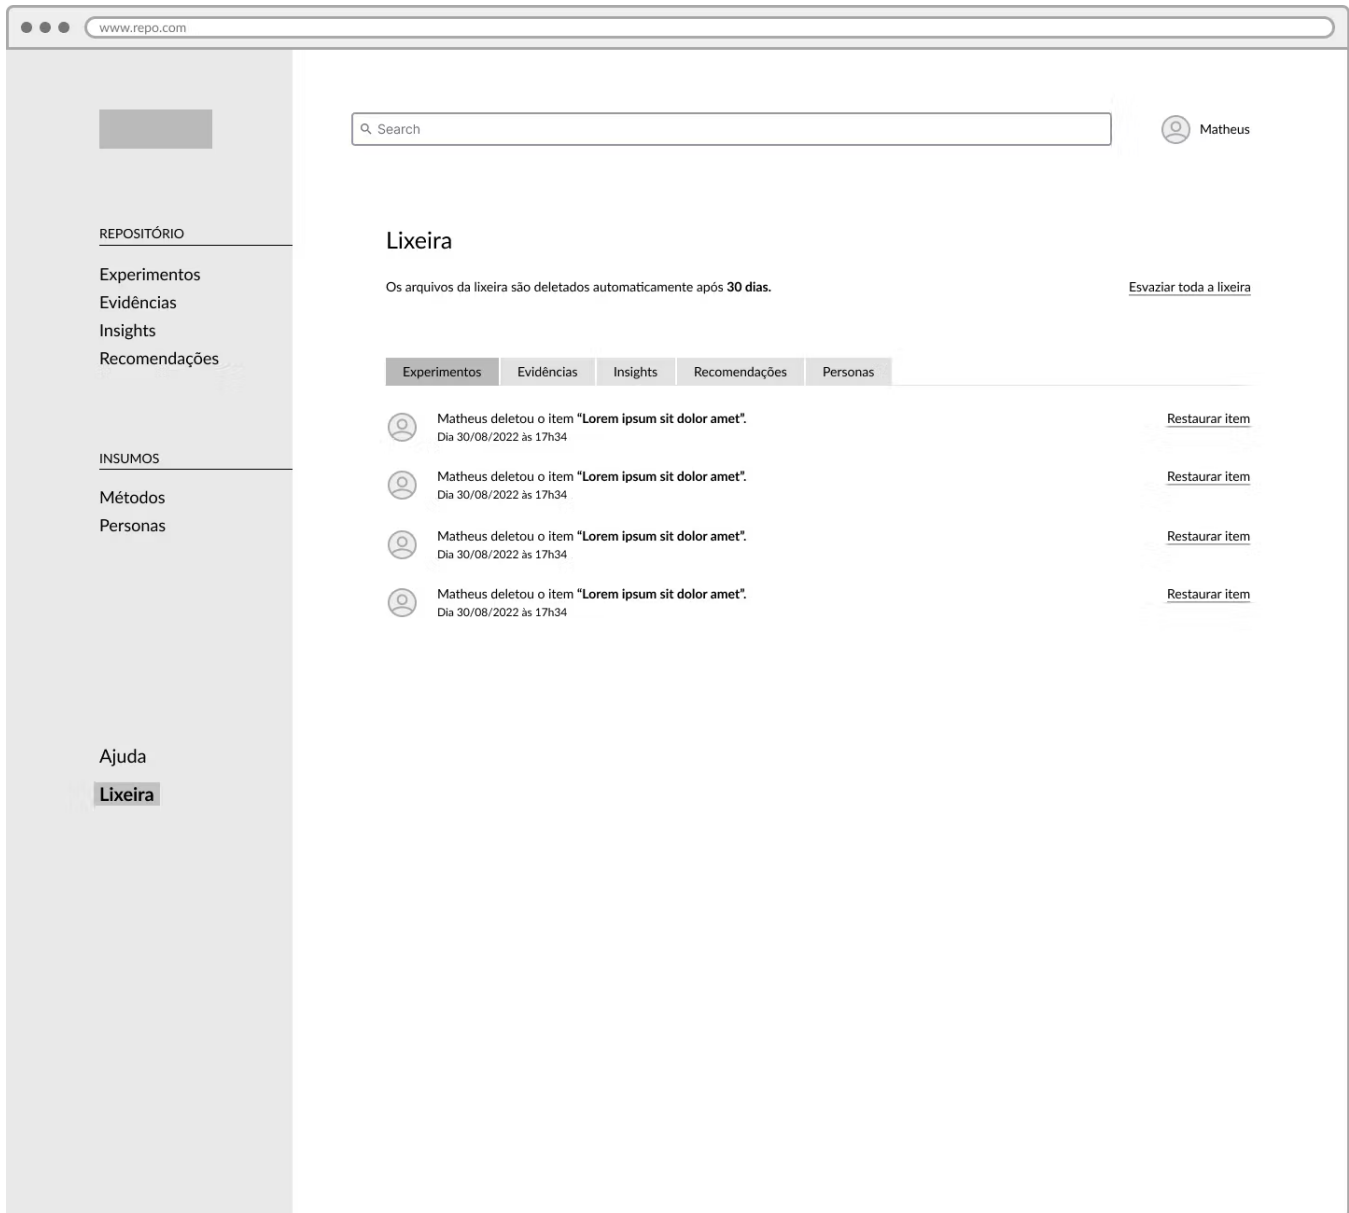 www.repo.com
Search
Matheus
REPOSITÓRIO
Experimentos
Evidências
Insights
Recomendações
INSUMOS
Métodos
Personas
Ajuda
Lixeira
Lixeira
Os arquivos da lixeira são deletados automaticamente após 30 dias.
Esvaziar toda a lixeira
Experimentos Evidências Insights Recomendações Personas
Matheus deletou o item “Lorem ipsum sit dolor amet”.
Restaurar item
Dia 30/08/2022 às 17h34
Matheus deletou o item “Lorem ipsum sit dolor amet”.
Restaurar item
Dia 30/08/2022 às 17h34
Matheus deletou o item “Lorem ipsum sit dolor amet”.
Restaurar item
Dia 30/08/2022 às 17h34
Matheus deletou o item “Lorem ipsum sit dolor amet”.
Restaurar item
Dia 30/08/2022 às 17h34